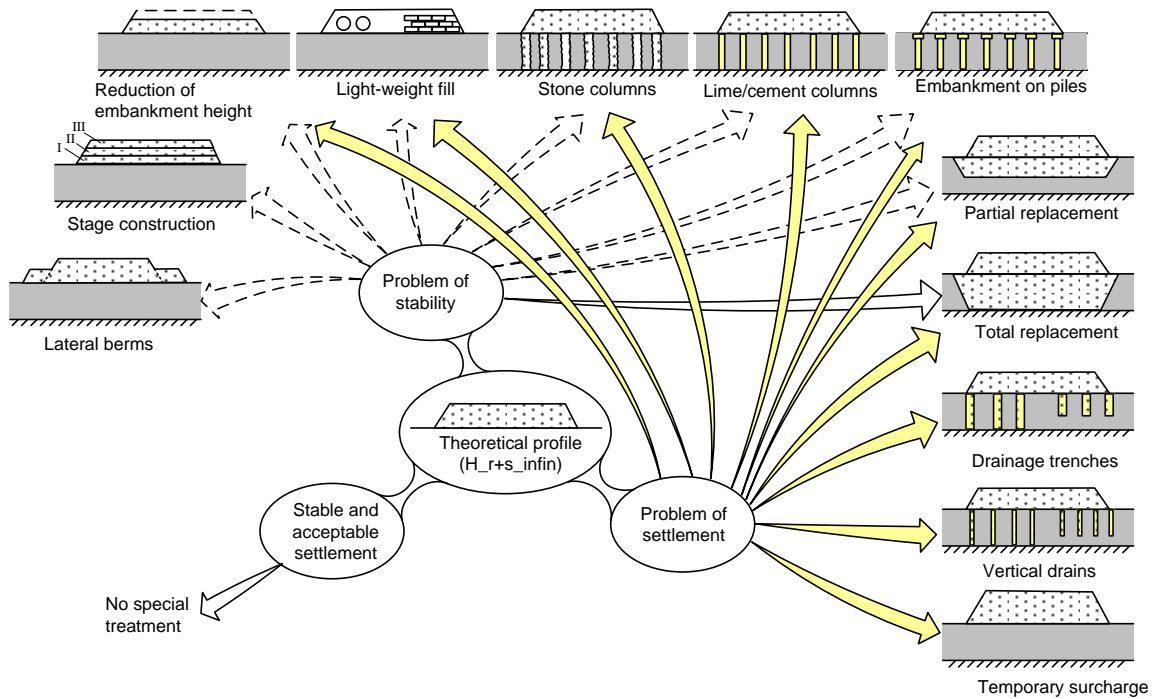 Reduction of
embankment height
Light-weight fill
Stone columns
Lime/cement columns
Embankment on piles
III
II
I
Stage construction
Partial replacement
Lateral berms
Problem of
stability
Total replacement
Theoretical profile
(H_r+s_infin)
Drainage trenches
Stable and
acceptable
settlement
Problem of
settlement
Vertical drains
No special
treatment
Temporary surcharge